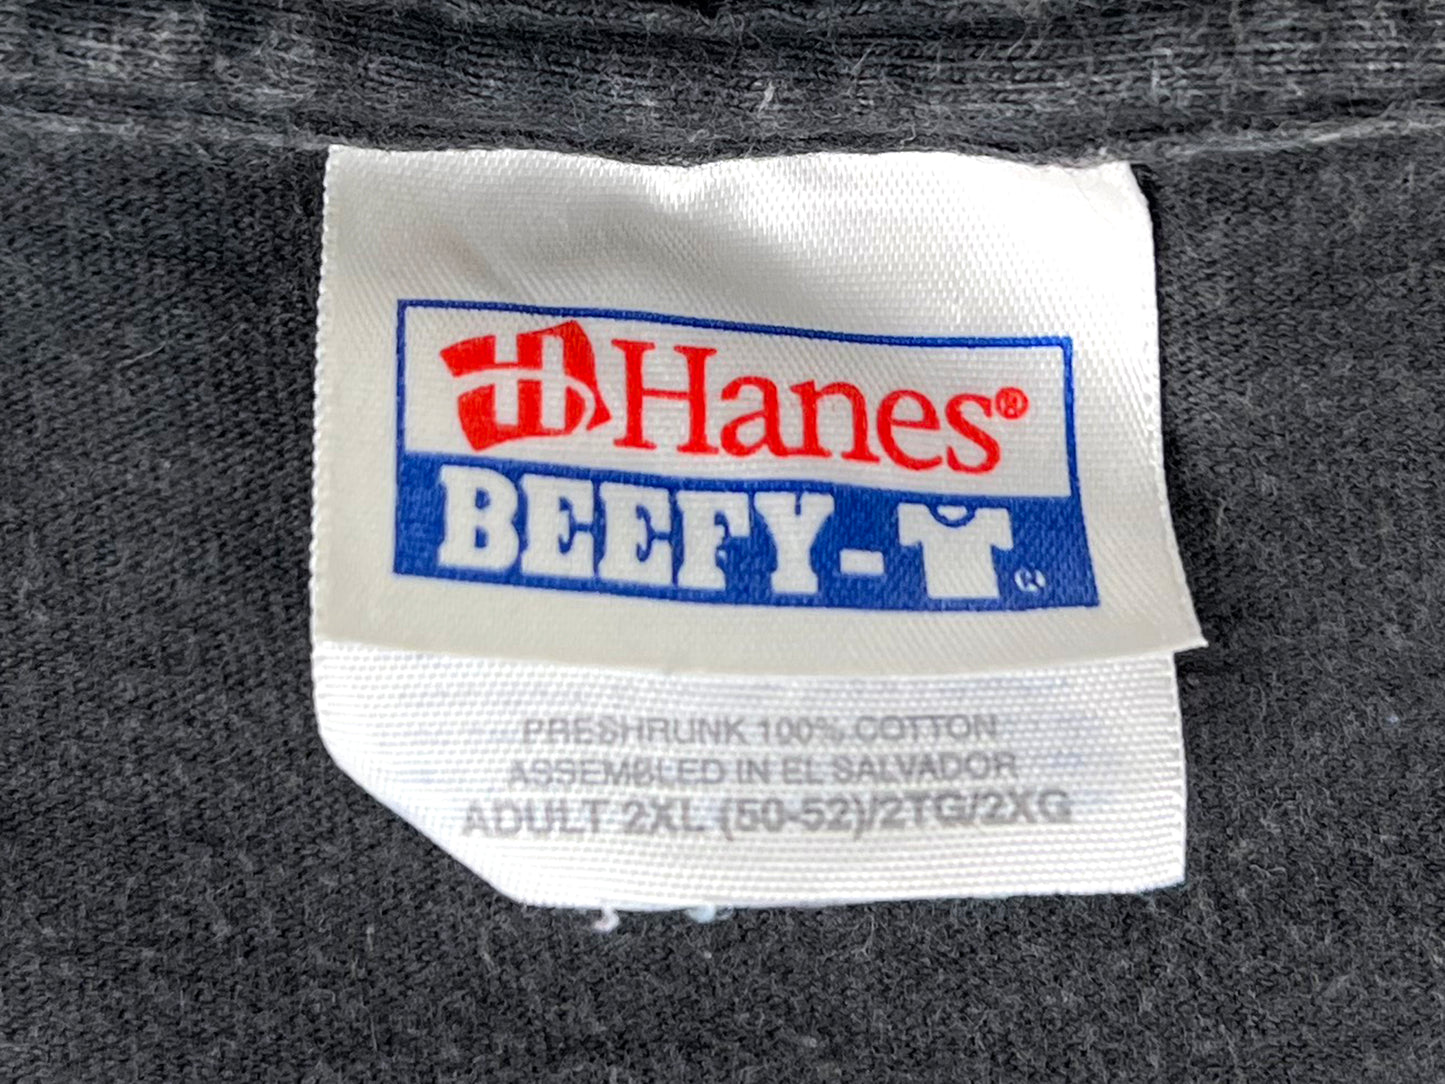 H Hanes®
BEEFY-T®
PRESHRUNK 100% COTTON
ASSEMBLED IN EL SALVADOR
ADULT 2XL (50-52)/2TG/2XG